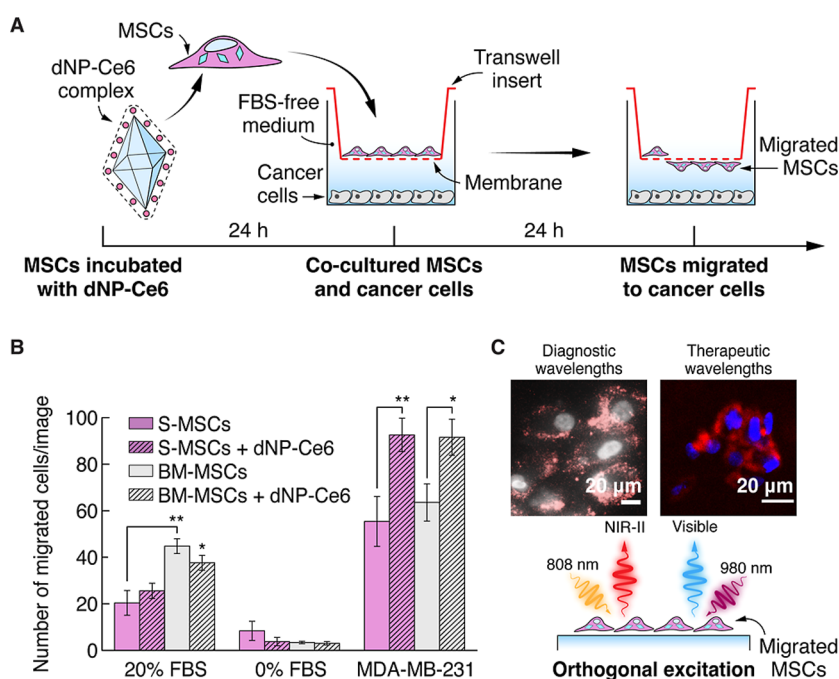 A
MSCs
dNP-Ce6
complex
FBS-free
medium
Cancer
cells
Transwell
insert
Membrane
Migrated
MSCs
24 h
24 h
MSCs incubated
with dNP-Ce6
Co-cultured MSCs
and cancer cells
MSCs migrated
to cancer cells
B
Number of migrated cells/image
100
80
60
40
20
0
S-MSCs
S-MSCs + dNP-Ce6
BM-MSCs
BM-MSCs + dNP-Ce6
**
*
**
*
20% FBS
0% FBS
MDA-MB-231
C
Diagnostic
wavelengths
Therapeutic
wavelengths
20 μm
20 μm
NIR-II
Visible
808 nm
980 nm
Migrated
MSCs
Orthogonal excitation